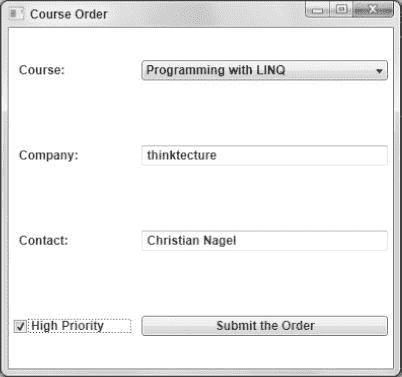 Course Order
Course: Programming with LINQ
Company: thinktecture
Contact: Christian Nagel
High Priority Submit the Order